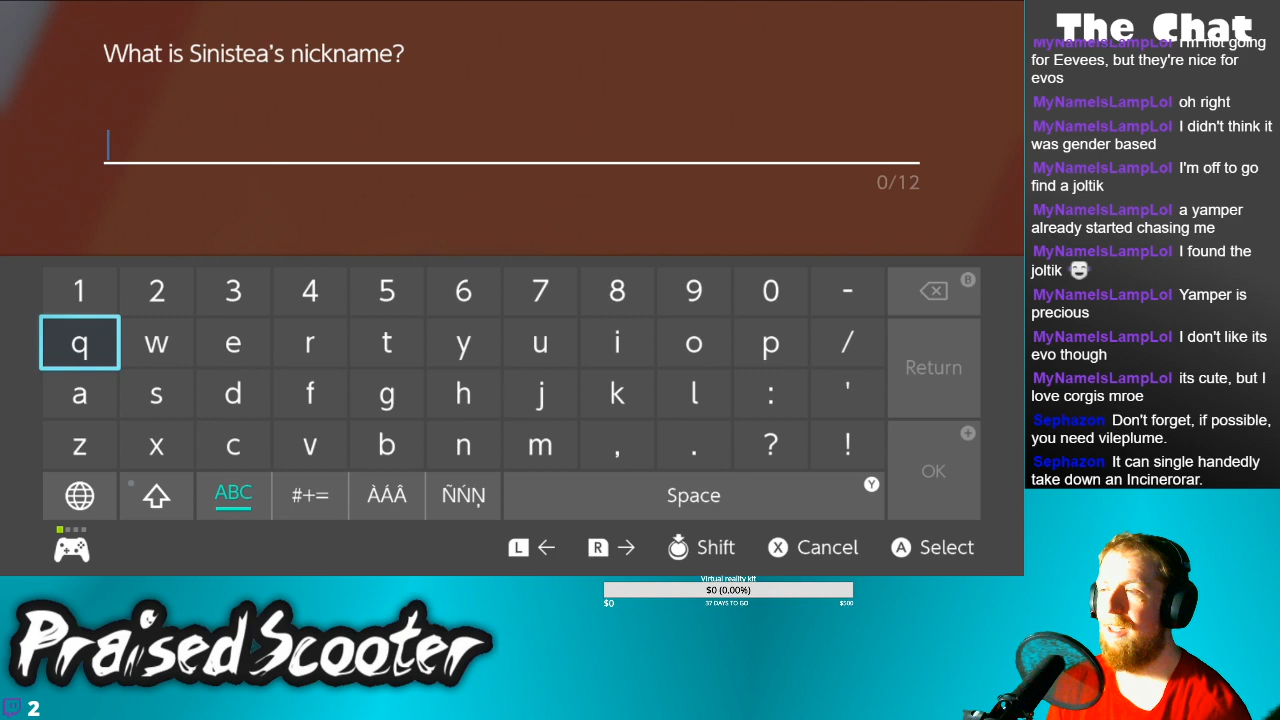 What is Sinistea's nickname?
0/12
1 2 3 4 5 6 7 8 9 0 -
B
q w e r t y u i o p /
Return
a s d f g h j k l : '
z x c v b n m , . ? !
+
OK
ABC #+= ÀÁÂ ÑŃŅ Space
Y
L ← R → Shift X Cancel A Select
The Chat
MyNameIsLampLol I'm not going
for Eevees, but they're nice for
evos
MyNameIsLampLol oh right
MyNameIsLampLol I didn't think it
was gender based
MyNameIsLampLol I'm off to go
find a joltik
MyNameIsLampLol a yamper
already started chasing me
MyNameIsLampLol I found the
joltik
MyNameIsLampLol Yamper is
precious
MyNameIsLampLol I don't like its
evo though
MyNameIsLampLol its cute, but I
love corgis mroe
Sephazon Don't forget, if possible,
you need vileplume.
Sephazon It can single handedly
take down an Incinerorar.
Virtual reality kit
$0 (0.00%)
$0 37 DAYS TO GO $500
PraisedScooter
2